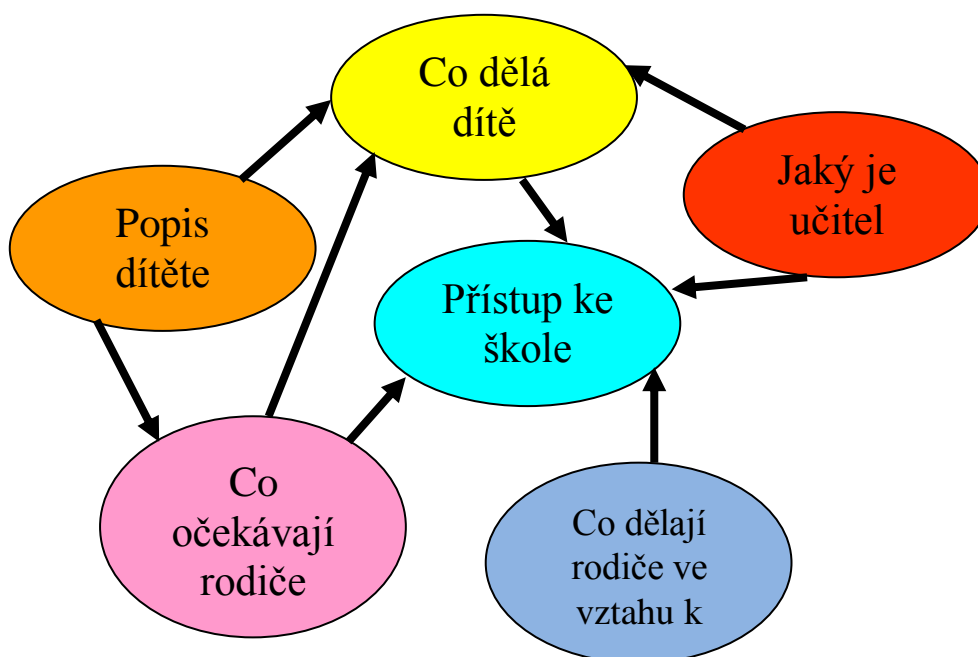 Co dělá
dítě
Jaký je
učitel
Popis
dítěte
Přístup ke
škole
Co
očekávají
rodiče
Co dělají
rodiče ve
vztahu k